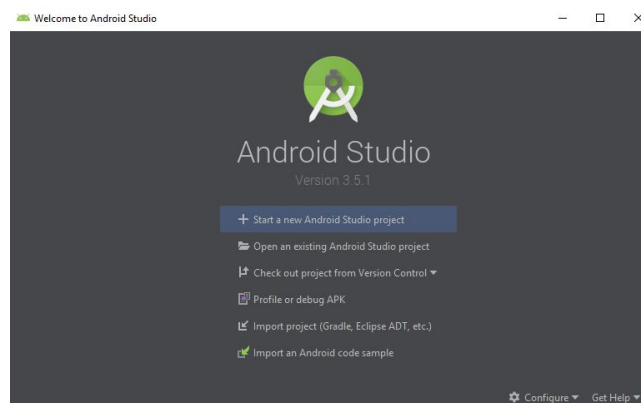 Welcome to Android Studio
Android Studio
Version 3.5.1
Start a new Android Studio project
Open an existing Android Studio project
Check out project from Version Control
Profile or debug APK
Import project (Gradle, Eclipse ADT, etc.)
Import an Android code sample
Configure Get Help